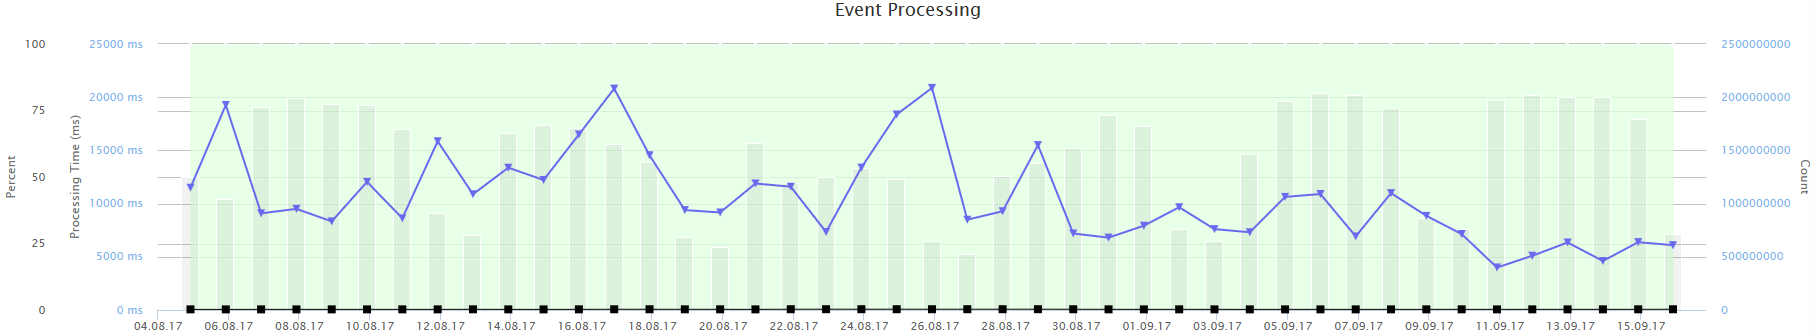 Event Processing
100
75
50
25
0
Percent
25000 ms
20000 ms
15000 ms
10000 ms
5000 ms
0 ms
Processing Time (ms)
2500000000
2000000000
1500000000
1000000000
500000000
0
Count
04.08.17 06.08.17 08.08.17 10.08.17 12.08.17 14.08.17 16.08.17 18.08.17 20.08.17 22.08.17 24.08.17 26.08.17 28.08.17 30.08.17 01.09.17 03.09.17 05.09.17 07.09.17 09.09.17 11.09.17 13.09.17 15.09.17